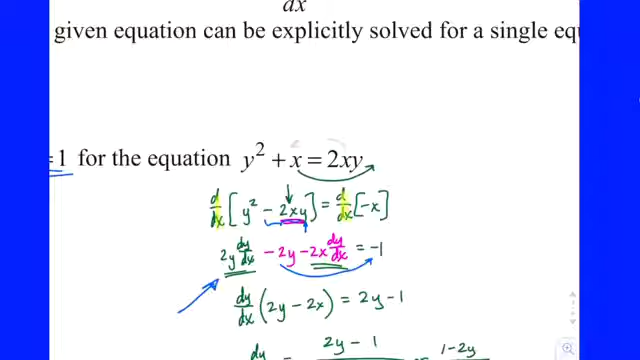 dx
given equation can be explicitly solved for a single equ
= 1 for the equation y² + x = 2xy
d/dx [y² - 2xy] = d/dx [-x]
2y dy/dx - 2y - 2x dy/dx = -1
dy/dx (2y - 2x) = 2y - 1
dy = 2y - 1 = 1 - 2y